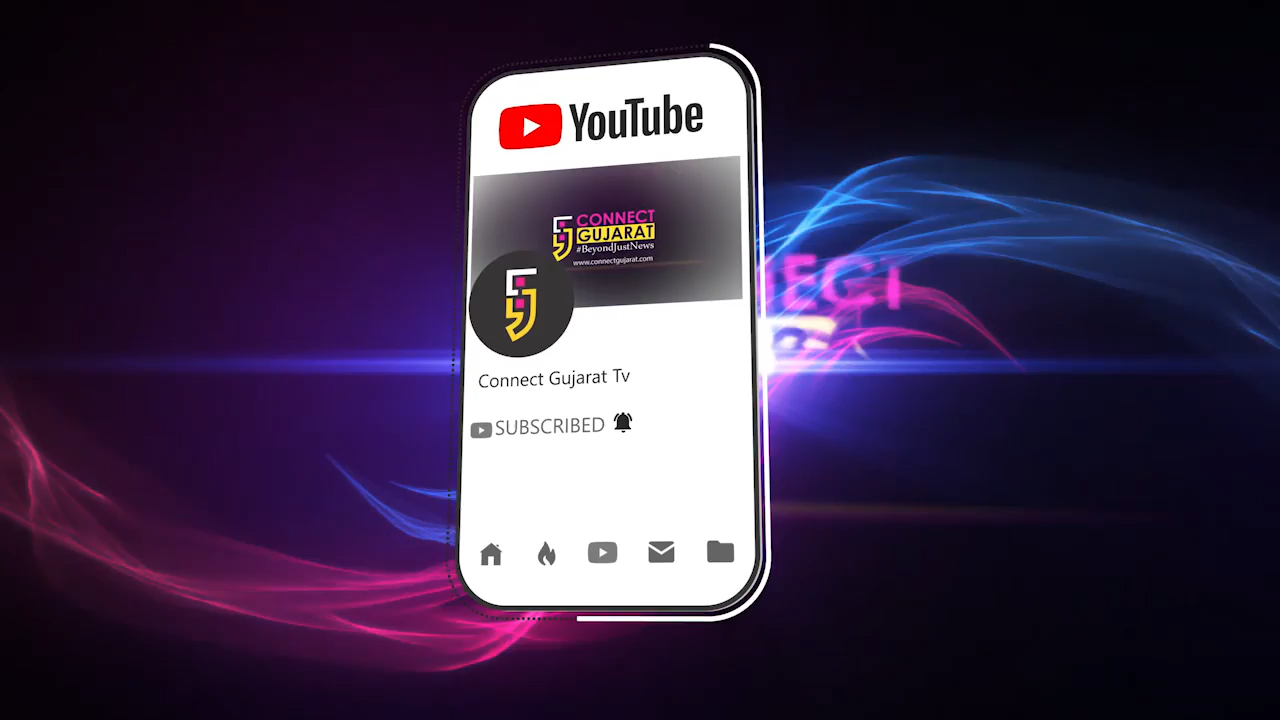 YouTube
CONNECT
GUJARAT
#BeyondJustNews
www.connectgujarat.com
Connect Gujarat Tv
SUBSCRIBED